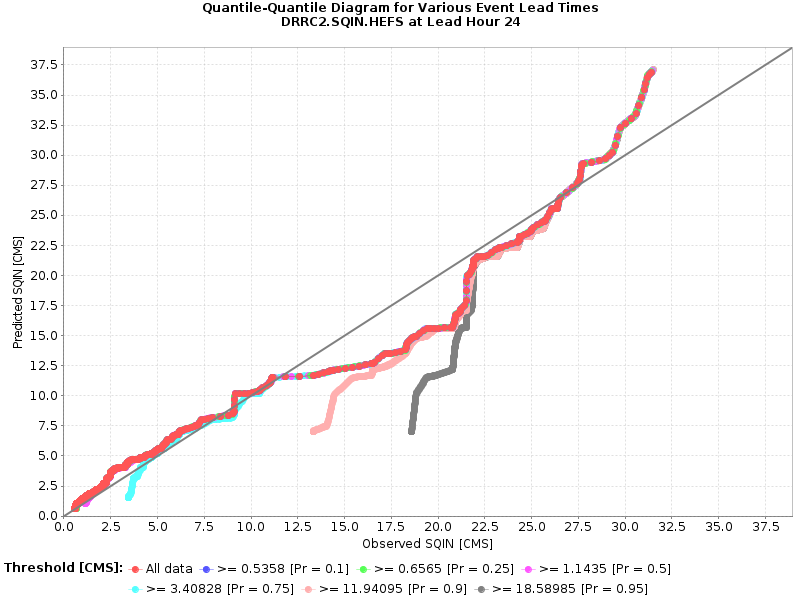 Quantile-Quantile Diagram for Various Event Lead Times
DRRC2.SQIN.HEFS at Lead Hour 24
37.5
35.0
32.5
30.0
27.5
25.0
22.5
20.0
17.5
15.0
12.5
10.0
7.5
5.0
2.5
0.0
Predicted SQIN [CMS]
0.0 2.5 5.0 7.5 10.0 12.5 15.0 17.5 20.0 22.5 25.0 27.5 30.0 32.5 35.0 37.5
Observed SQIN [CMS]
Threshold [CMS]: All data >= 0.5358 [Pr = 0.1] >= 0.6565 [Pr = 0.25] >= 1.1435 [Pr = 0.5]
>= 3.40828 [Pr = 0.75] >= 11.94095 [Pr = 0.9] >= 18.58985 [Pr = 0.95]